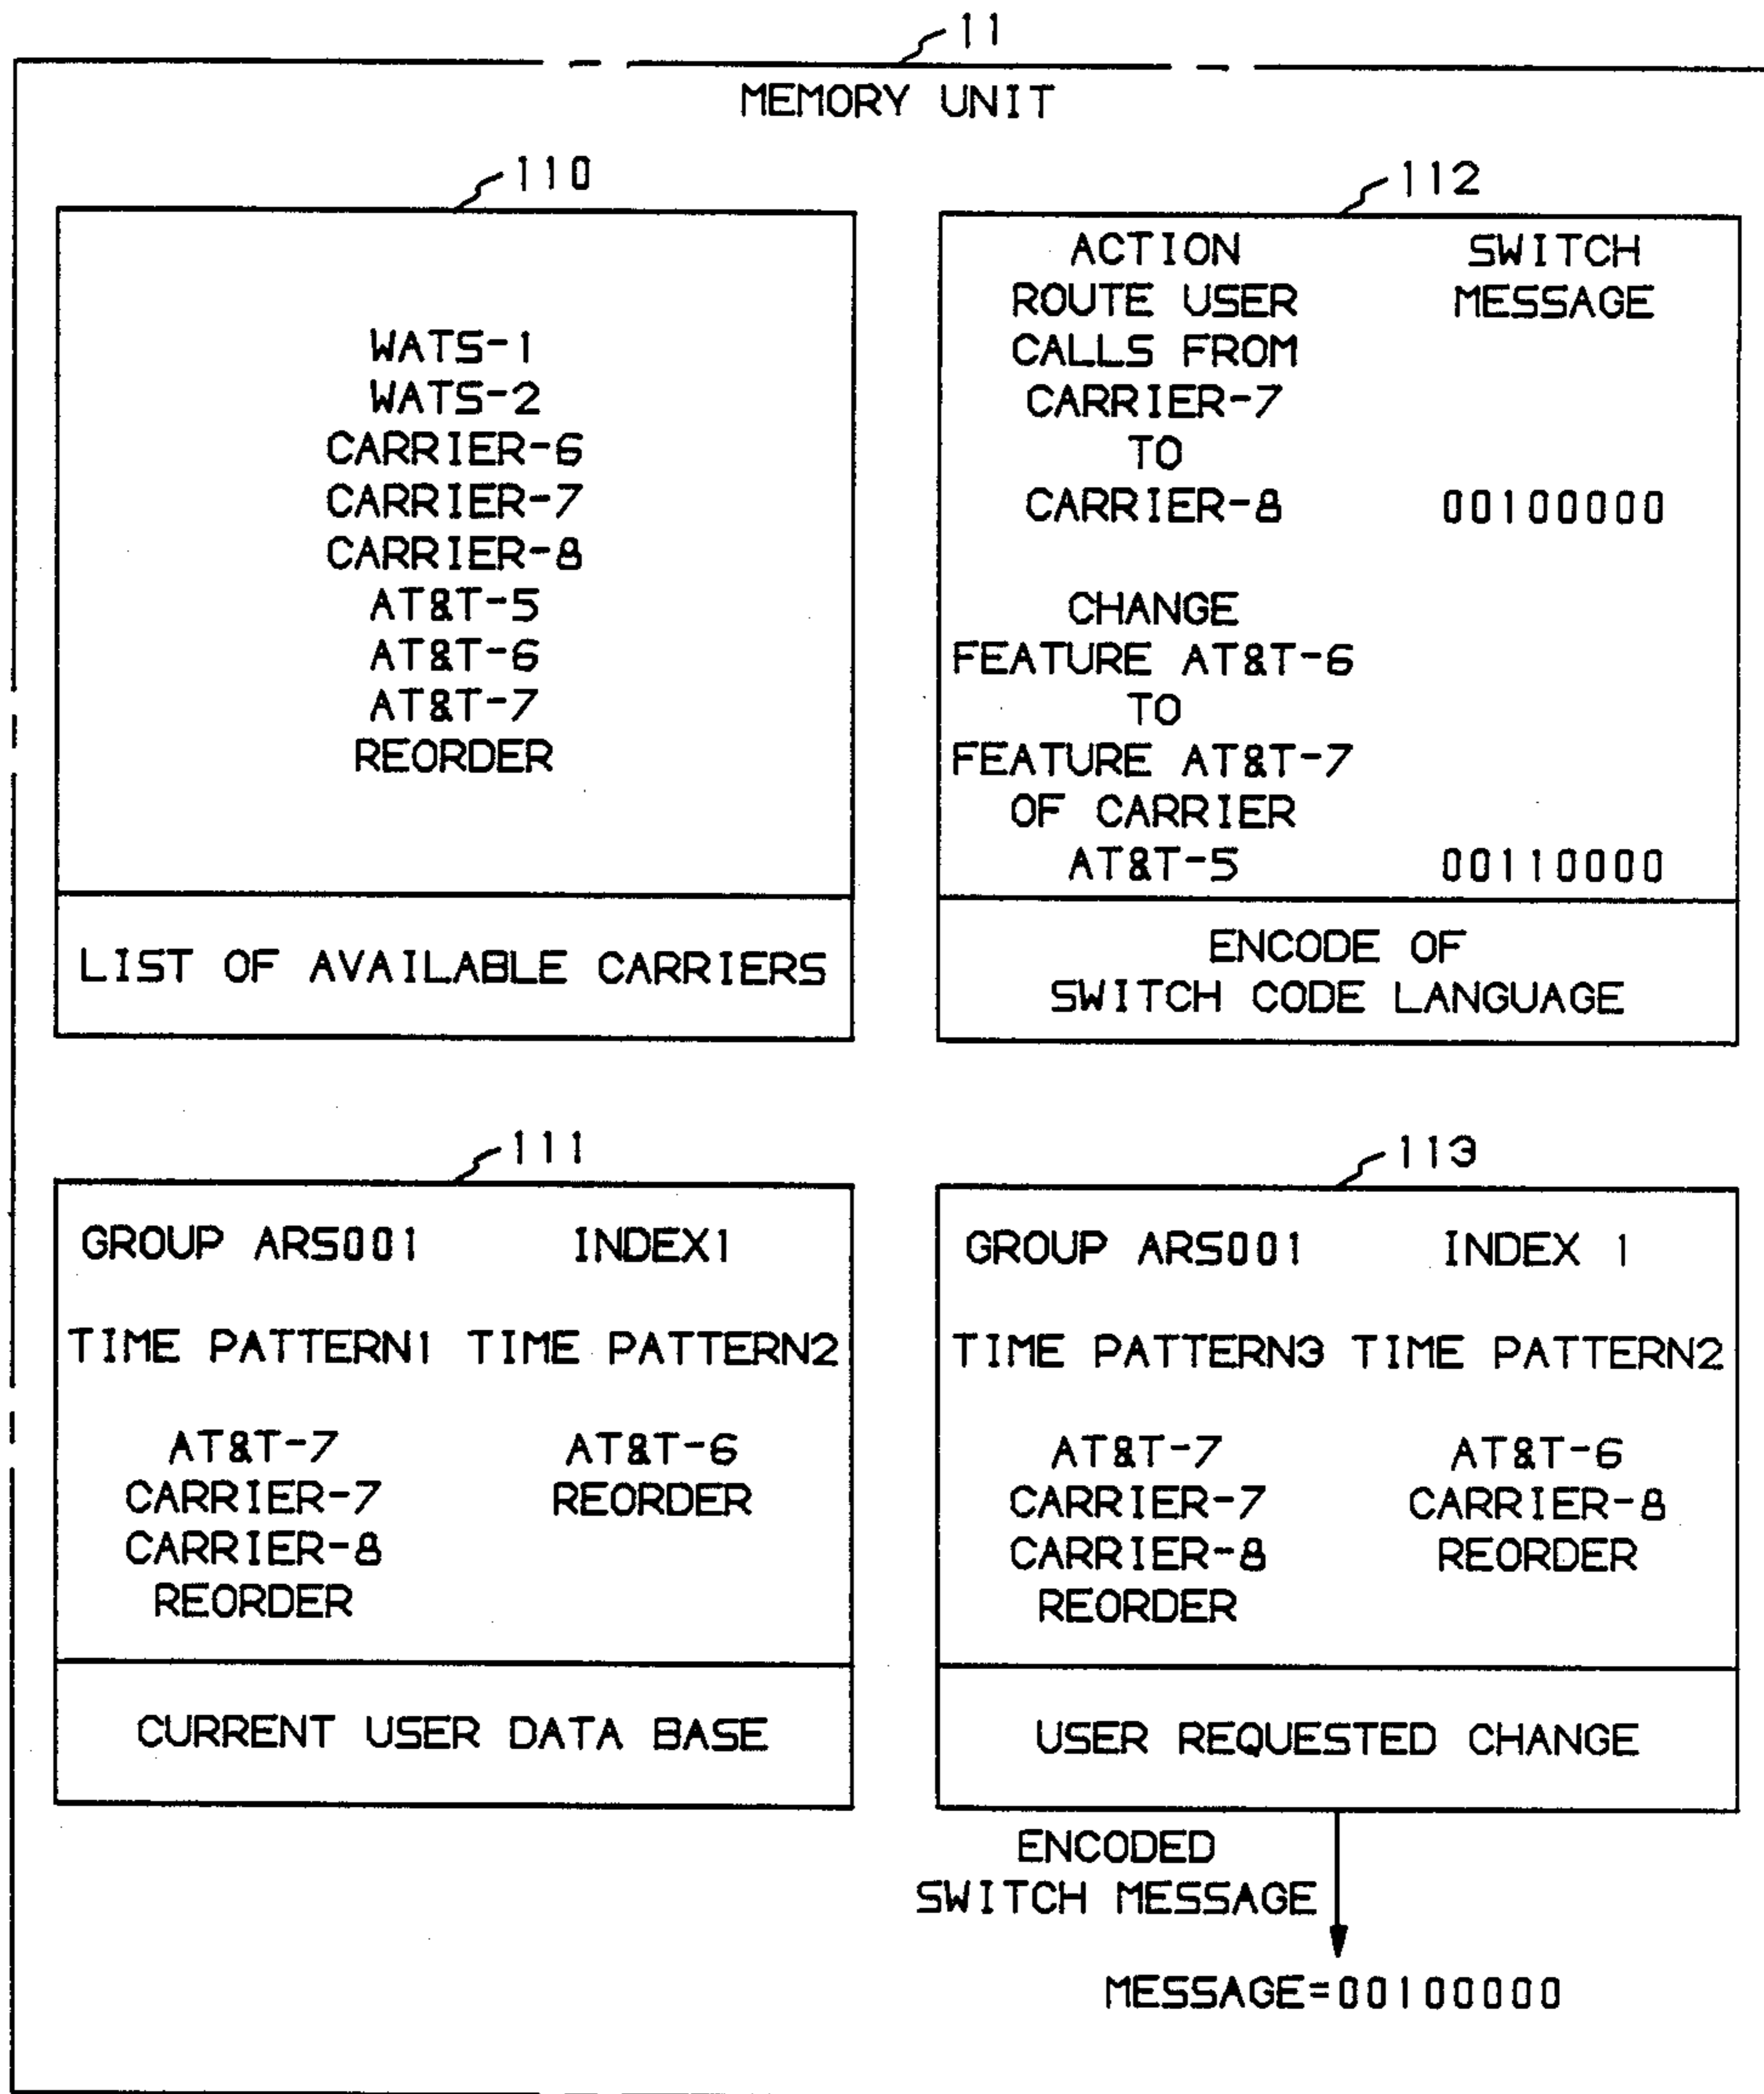 11
MEMORY UNIT
110
WATS-1
WATS-2
CARRIER-6
CARRIER-7
CARRIER-8
AT&T-5
AT&T-6
AT&T-7
REORDER
LIST OF AVAILABLE CARRIERS
112
ACTION SWITCH
ROUTE USER MESSAGE
CALLS FROM
CARRIER-7
TO
CARRIER-8 00100000
CHANGE
FEATURE AT&T-6
TO
FEATURE AT&T-7
OF CARRIER
AT&T-5 00110000
ENCODE OF
SWITCH CODE LANGUAGE
111
GROUP ARS001 INDEX1
TIME PATTERN1 TIME PATTERN2
AT&T-7 AT&T-6
CARRIER-7 REORDER
CARRIER-8
REORDER
CURRENT USER DATA BASE
113
GROUP ARS001 INDEX 1
TIME PATTERN3 TIME PATTERN2
AT&T-7 AT&T-6
CARRIER-7 CARRIER-8
CARRIER-8 REORDER
REORDER
USER REQUESTED CHANGE
ENCODED
SWITCH MESSAGE
MESSAGE=00100000